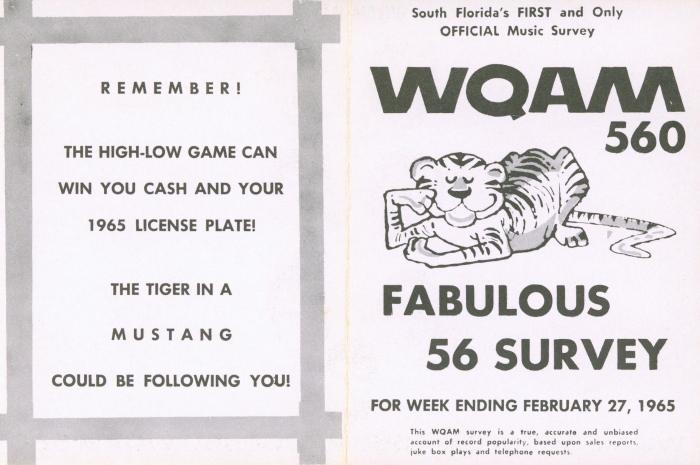 REMEMBER!
THE HIGH-LOW GAME CAN
WIN YOU CASH AND YOUR
1965 LICENSE PLATE!
THE TIGER IN A
MUSTANG
COULD BE FOLLOWING YOU!
South Florida's FIRST and Only
OFFICIAL Music Survey
WQAM
560
FABULOUS
56 SURVEY
FOR WEEK ENDING FEBRUARY 27, 1965
This WQAM survey is a true, accurate and unbiased
account of record popularity, based upon sales reports,
juke box plays and telephone requests.